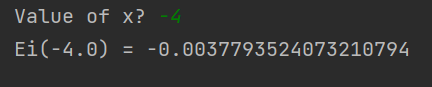 Value of x? -4
Ei(-4.0) = -0.0037793524073210794